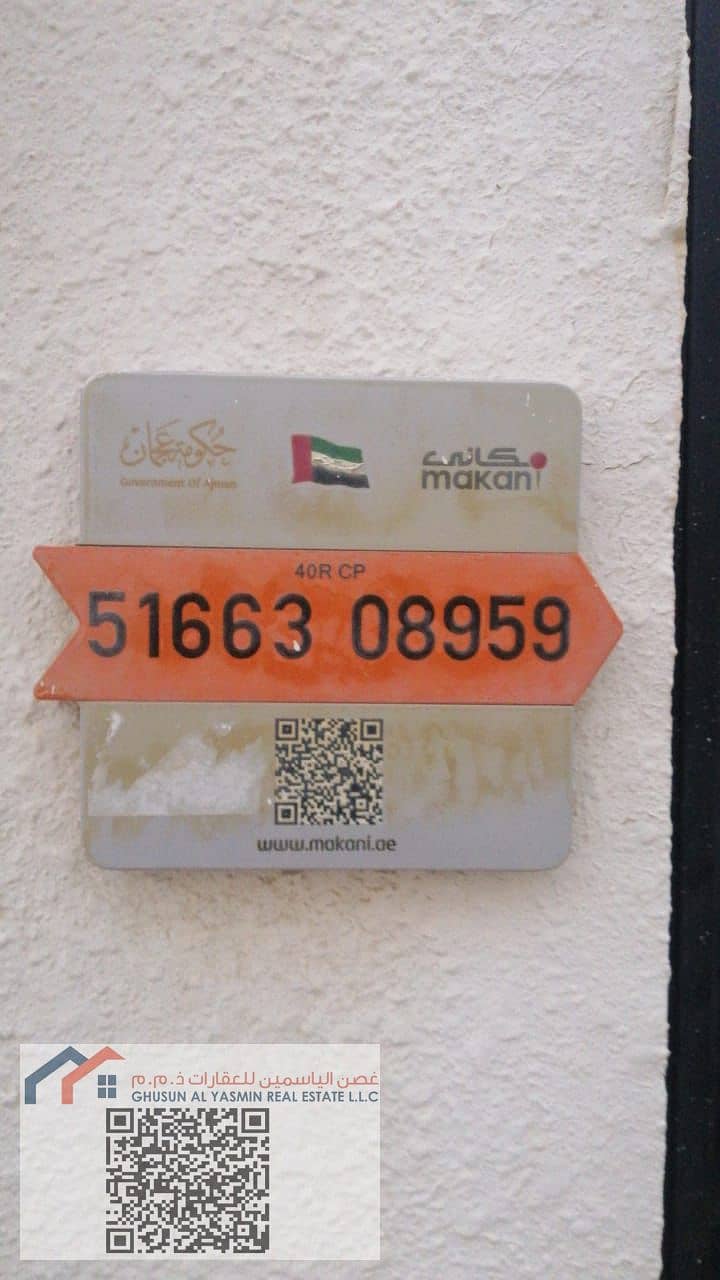 حكومة عجمان
Government Of Ajman
مكاني
makani
40R CP
51663 08959
www.makani.ae
غصن الياسمين للعقارات ذ.م.م
GHUSUN AL YASMIN REAL ESTATE L.L.C